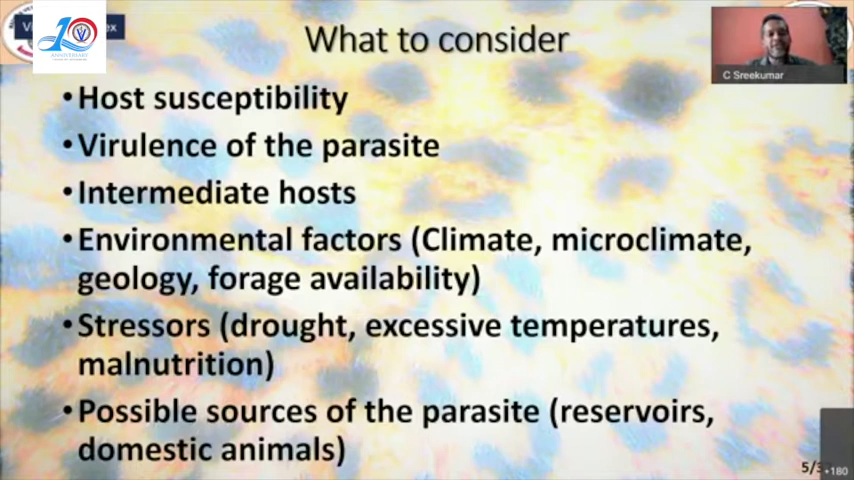 What to consider
C Sreekumar
• Host susceptibility
• Virulence of the parasite
• Intermediate hosts
• Environmental factors (Climate, microclimate,
geology, forage availability)
• Stressors (drought, excessive temperatures,
malnutrition)
• Possible sources of the parasite (reservoirs,
domestic animals)
+180